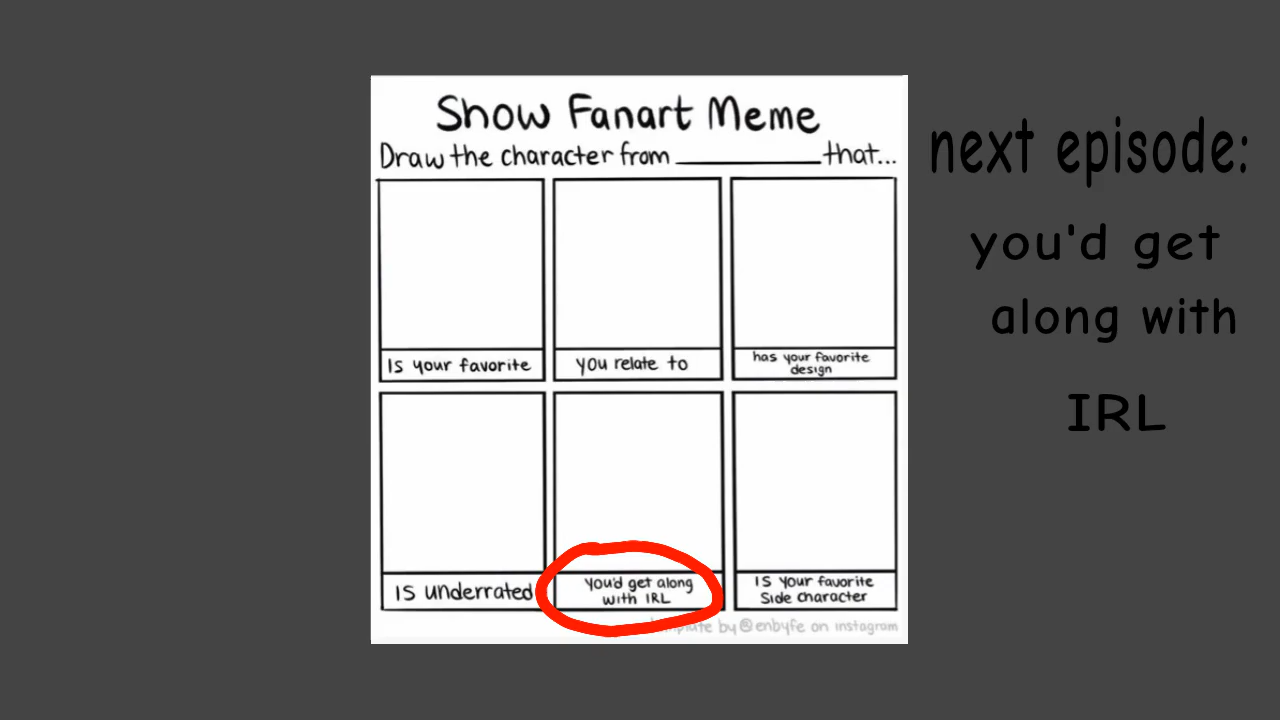 Show Fanart Meme
Draw the character from __________ that...
Is your favorite
you relate to
has your favorite
design
Is underrated
you'd get along
with IRL
Is your favorite
Side character
template by @enbyfe on instagram
next episode:
you'd get
along with
IRL